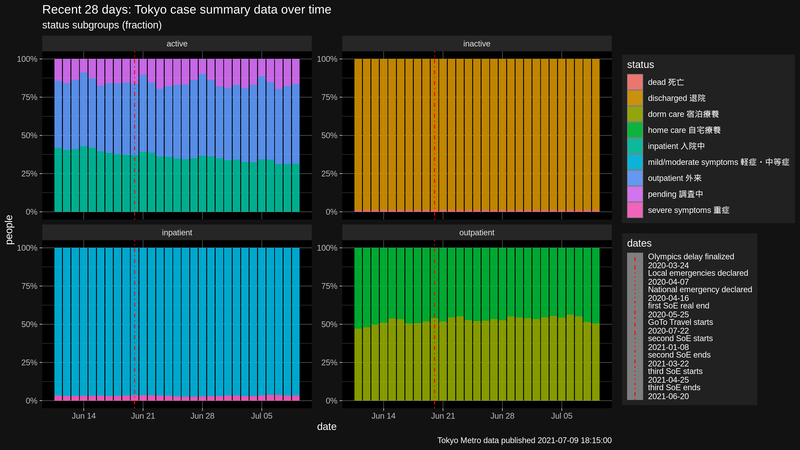 Recent 28 days: Tokyo case summary data over time
status subgroups (fraction)
active
inactive
100%
75%
50%
25%
0%
inpatient
outpatient
100%
75%
50%
25%
0%
people
Jun 14
Jun 21
Jun 28
Jul 05
Jun 14
Jun 21
Jun 28
Jul 05
date
status
dead 死亡
discharged 退院
dorm care 宿泊療養
home care 自宅療養
inpatient 入院中
mild/moderate symptoms 軽症・中等症
outpatient 外来
pending 調査中
severe symptoms 重症
dates
Olympics delay finalized
2020-03-24
Local emergencies declared
2020-04-07
National emergency declared
2020-04-16
first SoE real end
2020-05-25
GoTo Travel starts
2020-07-22
second SoE starts
2021-01-08
second SoE ends
2021-03-22
third SoE starts
2021-04-25
third SoE ends
2021-06-20
Tokyo Metro data published 2021-07-09 18:15:00